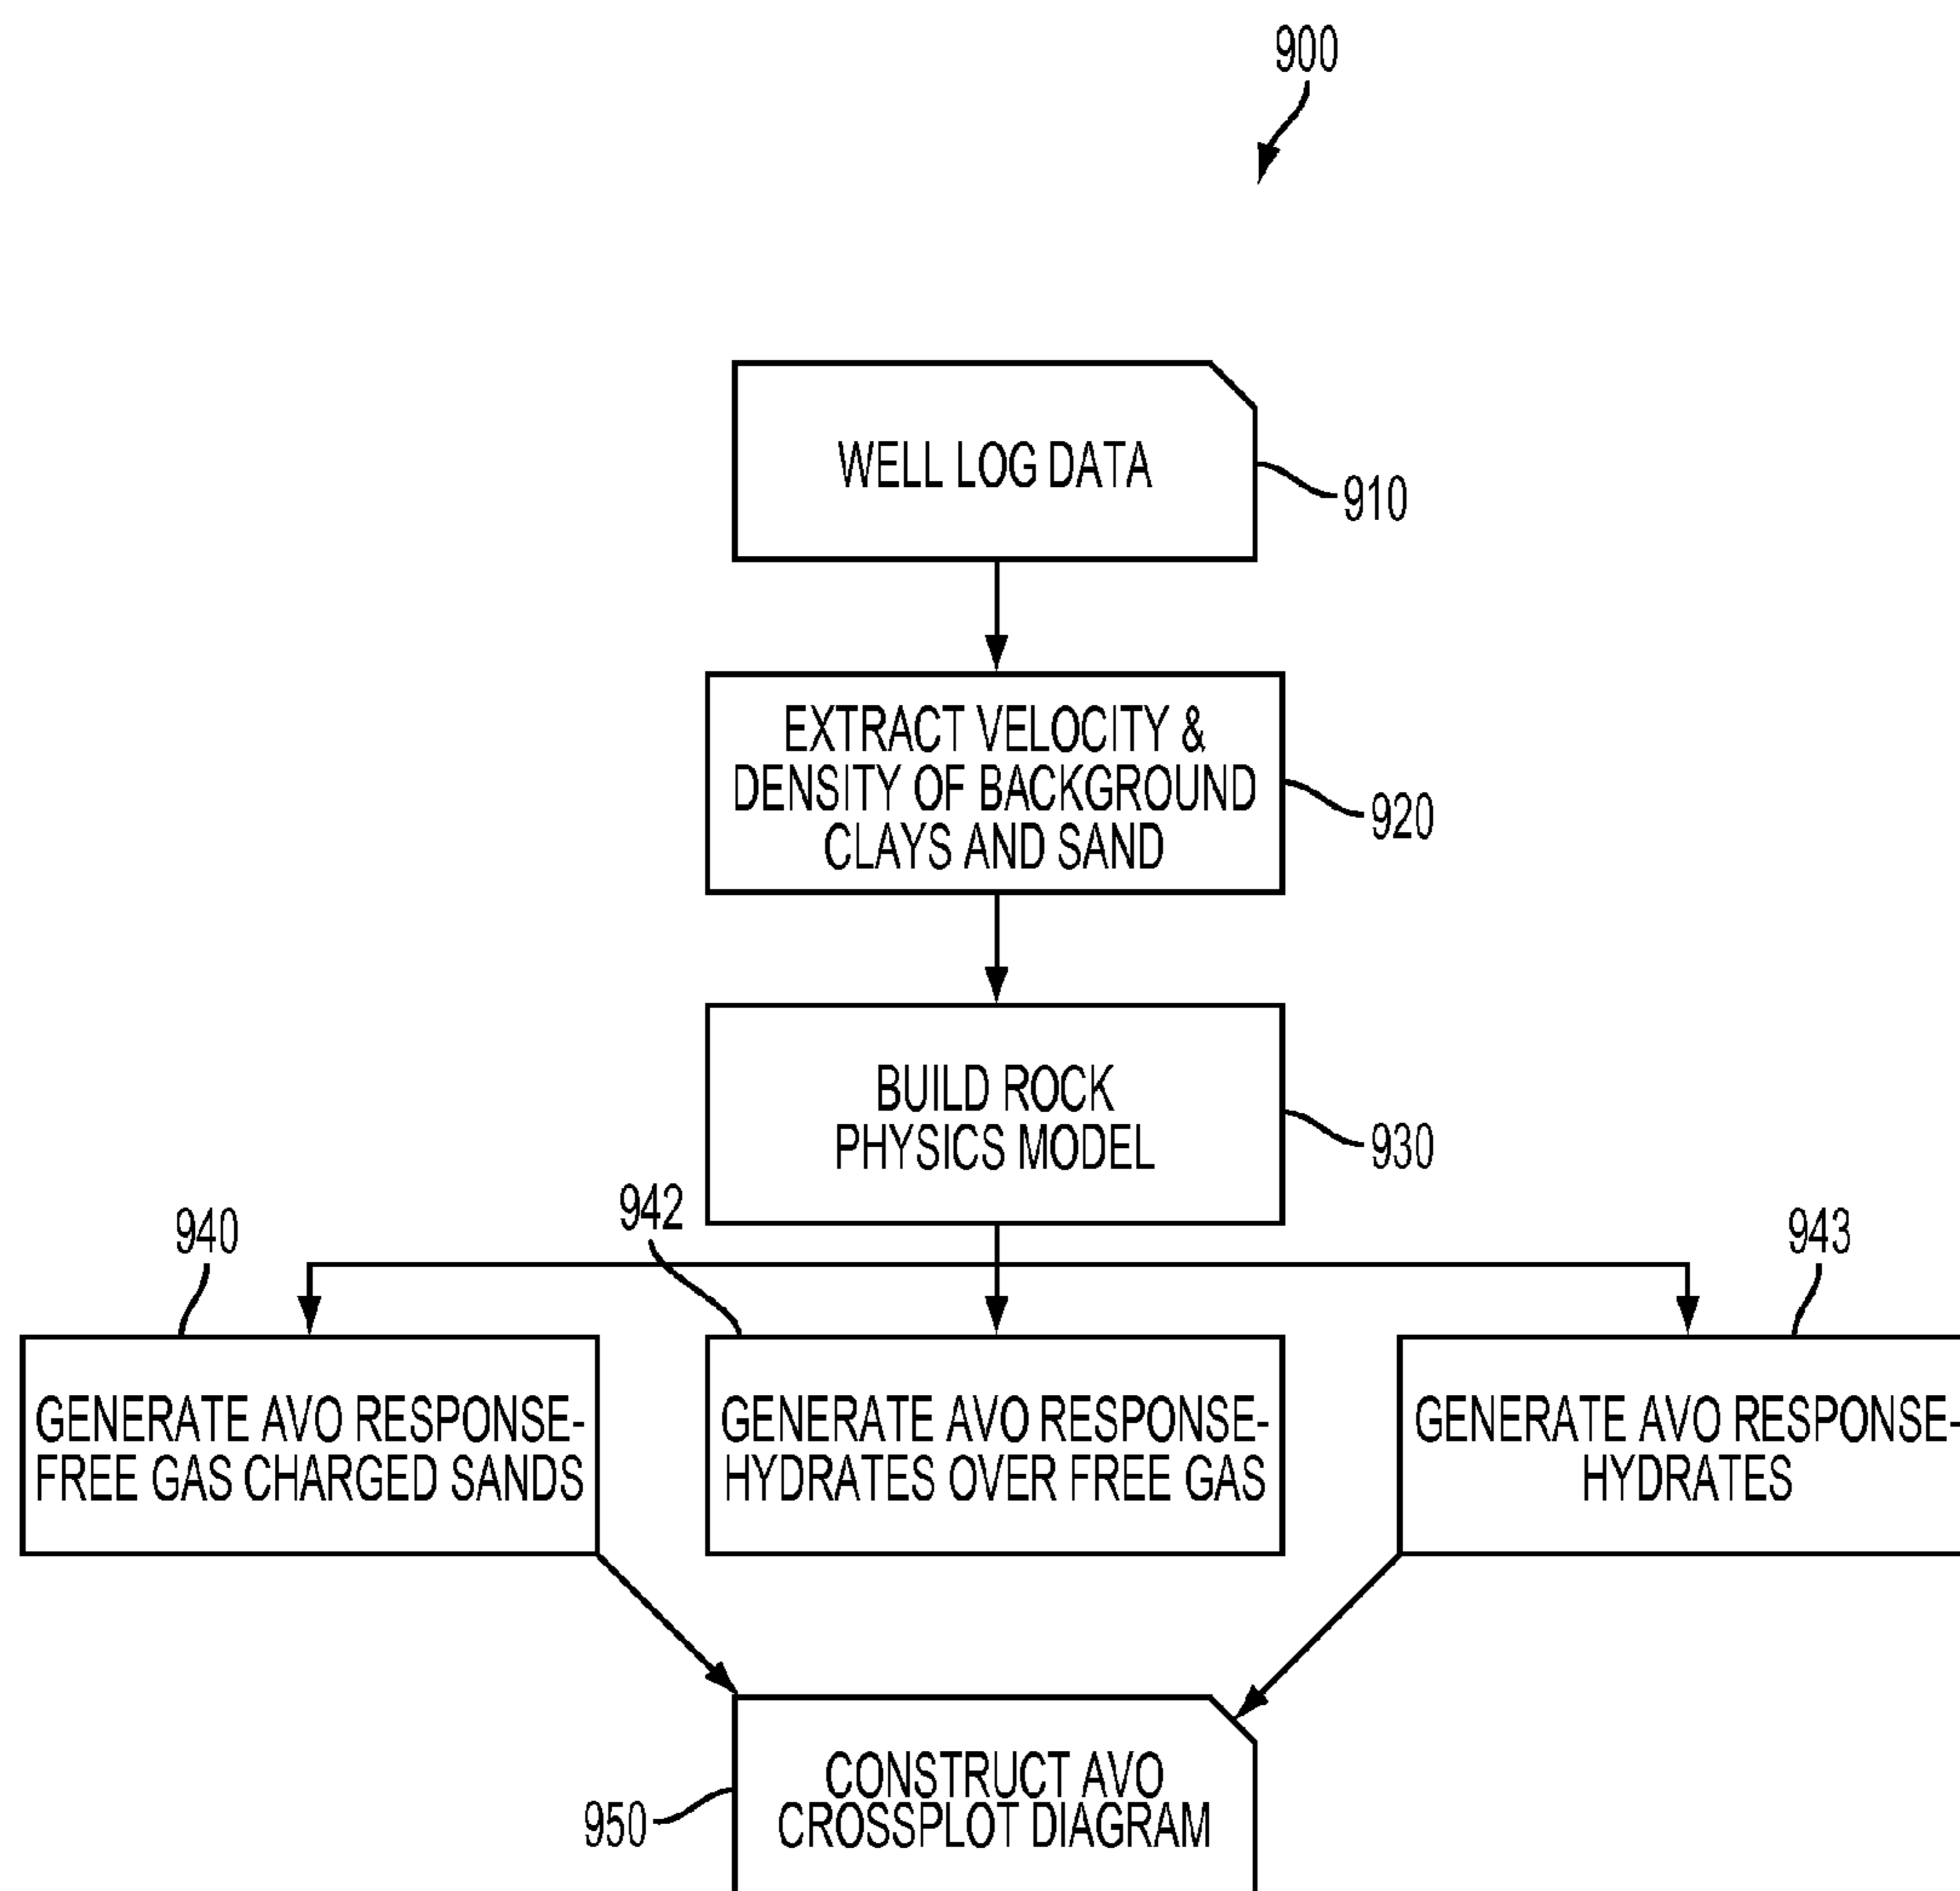 900
WELL LOG DATA
910
EXTRACT VELOCITY &
DENSITY OF BACKGROUND
CLAYS AND SAND
920
BUILD ROCK
PHYSICS MODEL
930
940
942
943
GENERATE AVO RESPONSE-
FREE GAS CHARGED SANDS
GENERATE AVO RESPONSE-
HYDRATES OVER FREE GAS
GENERATE AVO RESPONSE-
HYDRATES
CONSTRUCT AVO
CROSSPLOT DIAGRAM
950